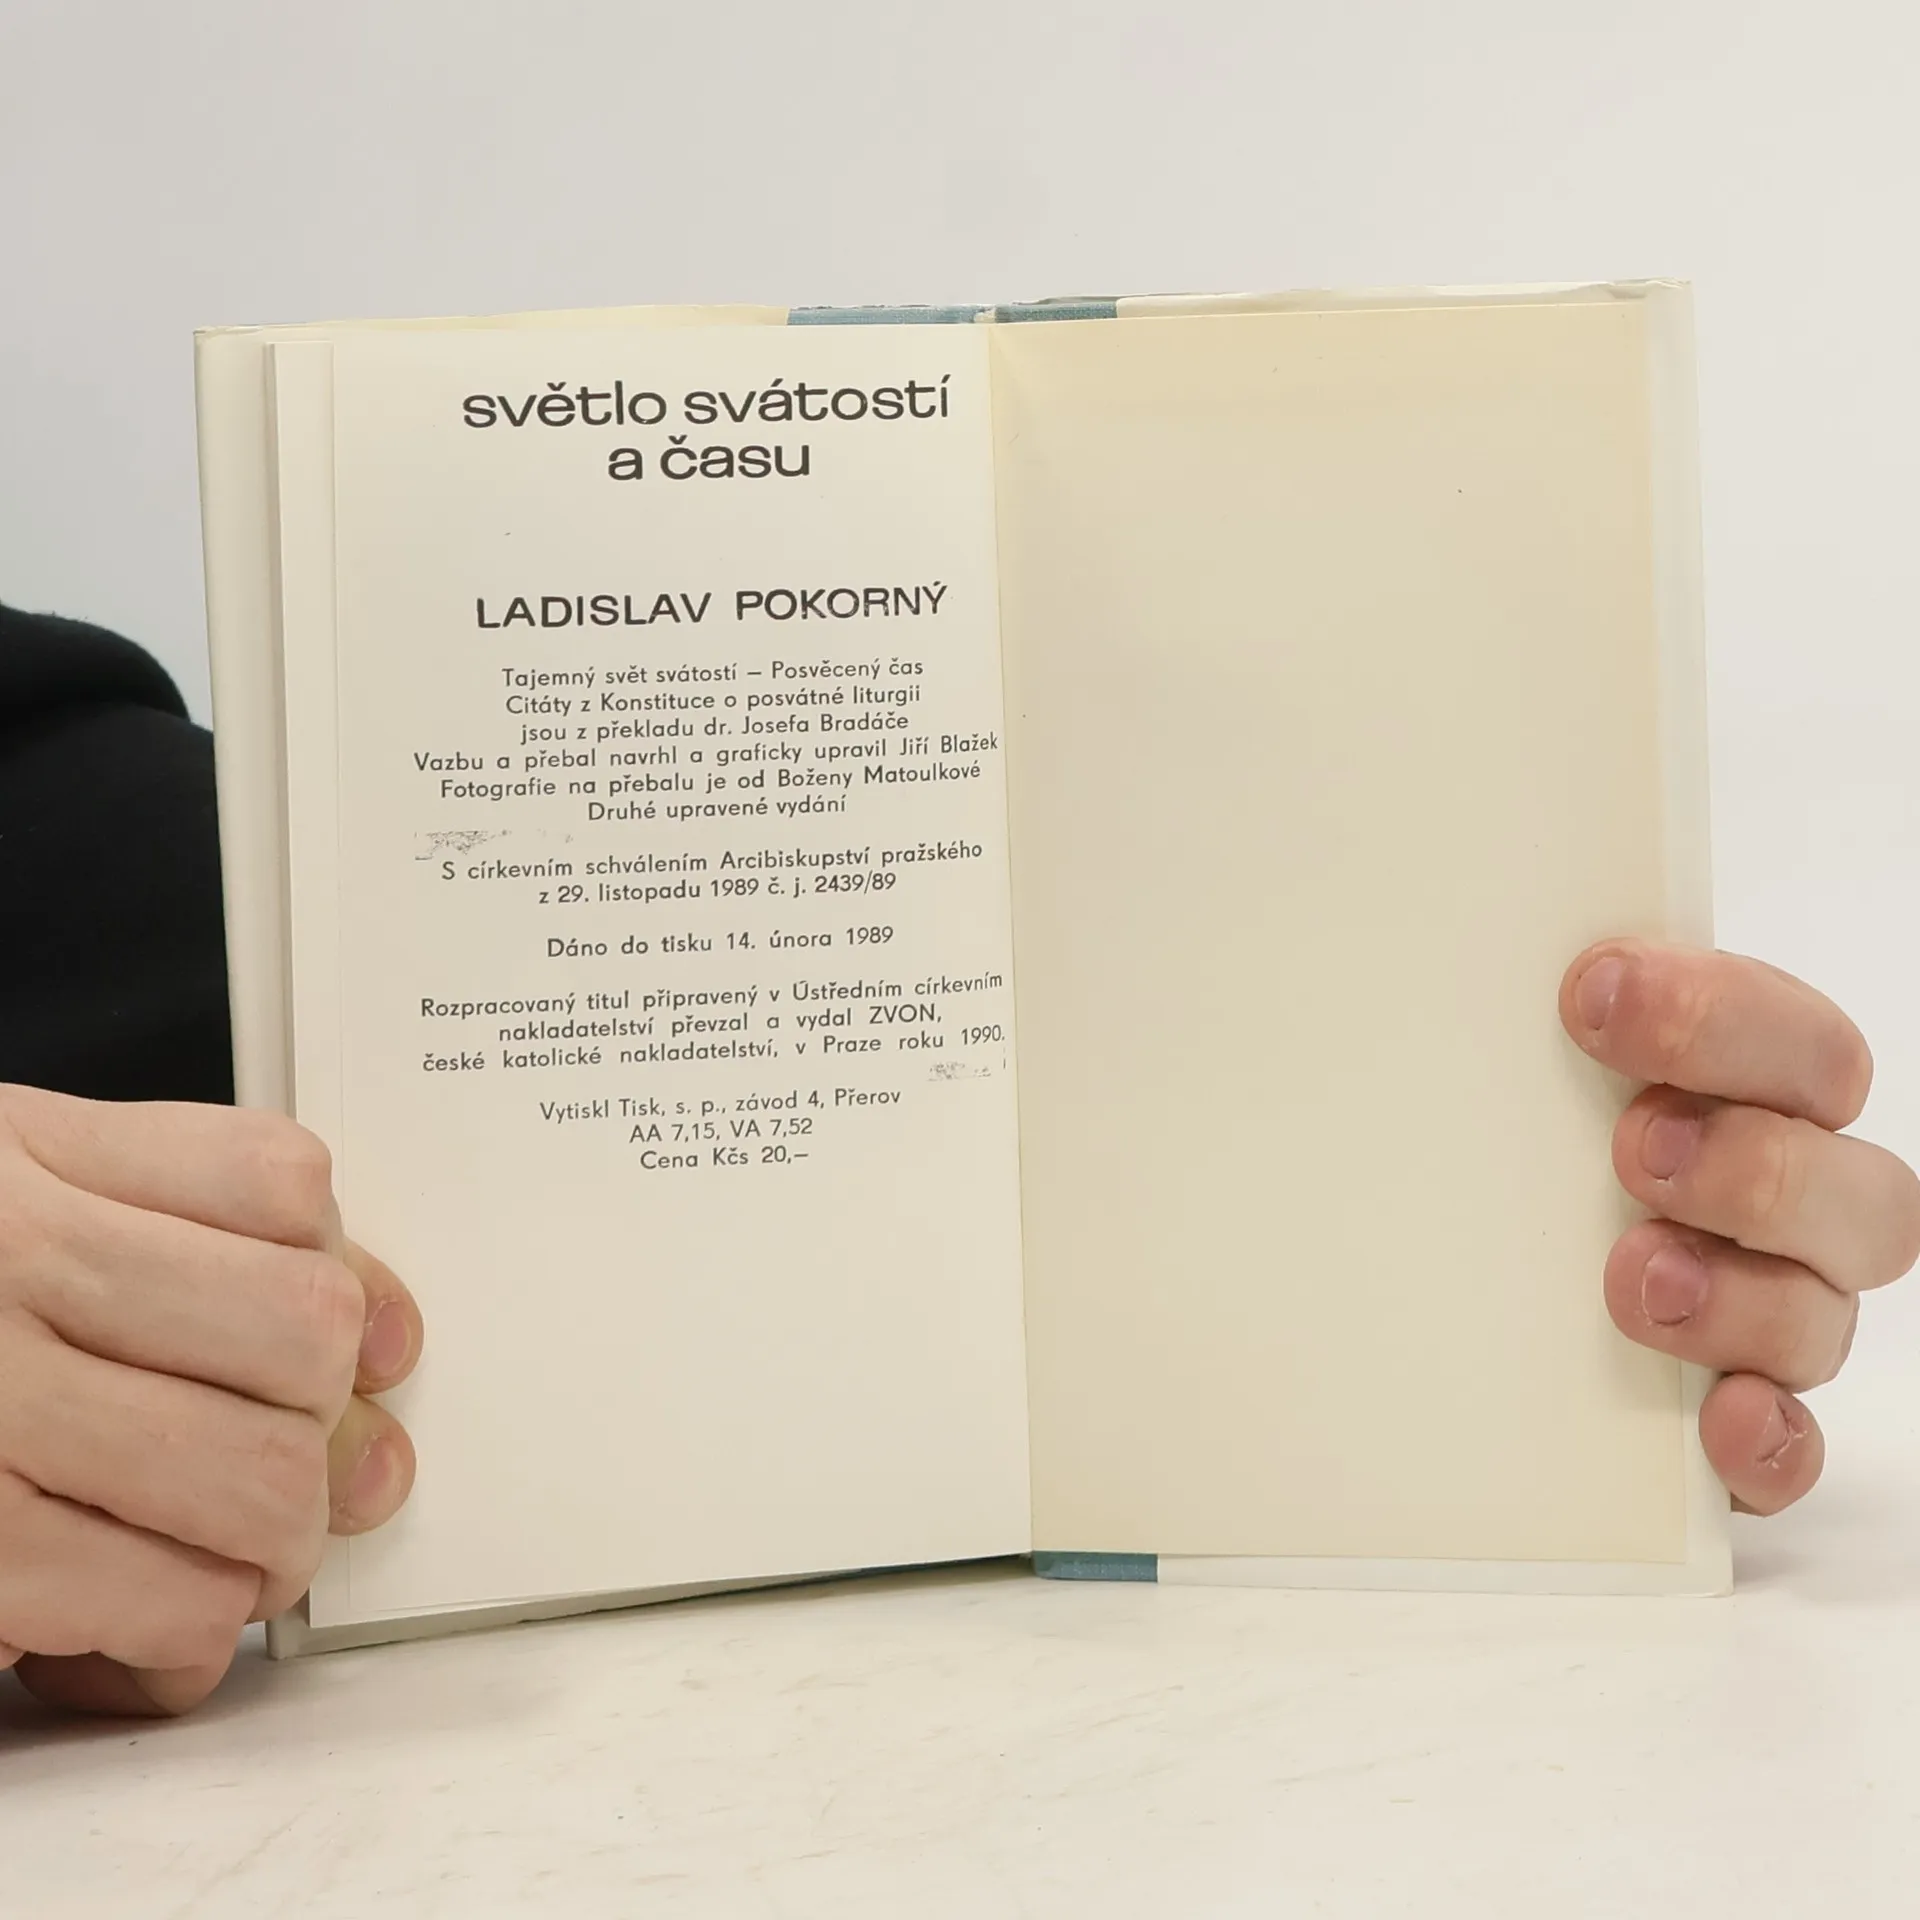 světlo svátostí
a času
LADISLAV POKORNÝ
Tajemný svět svátostí – Posvěcený čas
Citáty z Konstituce o posvátné liturgii
jsou z překladu dr. Josefa Bradáče
Vazbu a přebal navrhl a graficky upravil Jiří Blažek
Fotografie na přebalu je od Boženy Matoulkové
Druhé upravené vydání
S církevním schválením Arcibiskupství pražského
z 29. listopadu 1989 č. j. 2439/89
Dáno do tisku 14. února 1989
Rozpracovaný titul připravený v Ústředním církevním
nakladatelství převzal a vydal ZVON,
české katolické nakladatelství, v Praze roku 1990.
Vytiskl Tisk, s. p., závod 4, Přerov
AA 7,15, VA 7,52
Cena Kčs 20,–